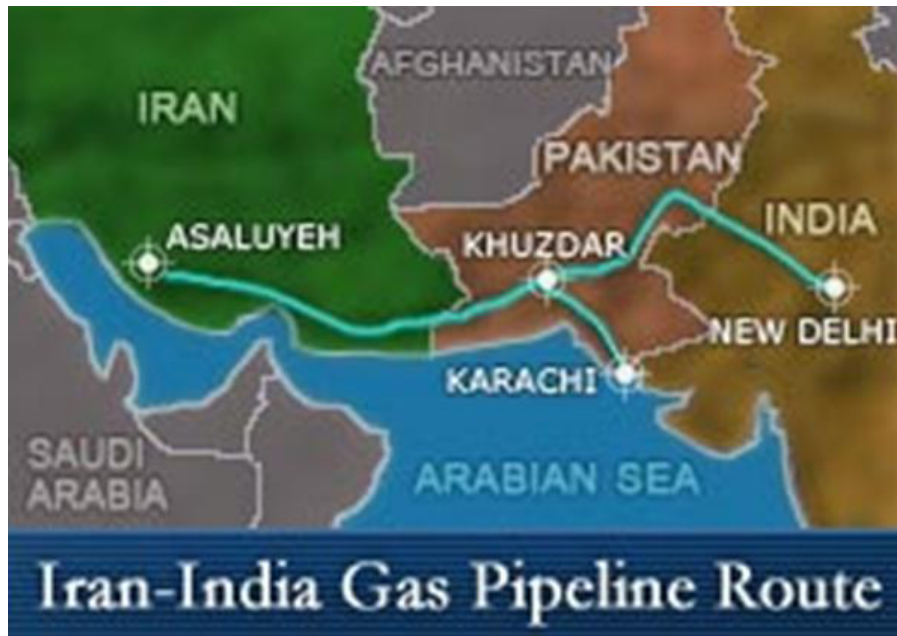 AFGHANISTAN
IRAN
PAKISTAN
ASALUYEH
KHUZDAR
INDIA
NEW DELHI
KARACHI
SAUDI
ARABIA
ARABIAN SEA
Iran-India Gas Pipeline Route